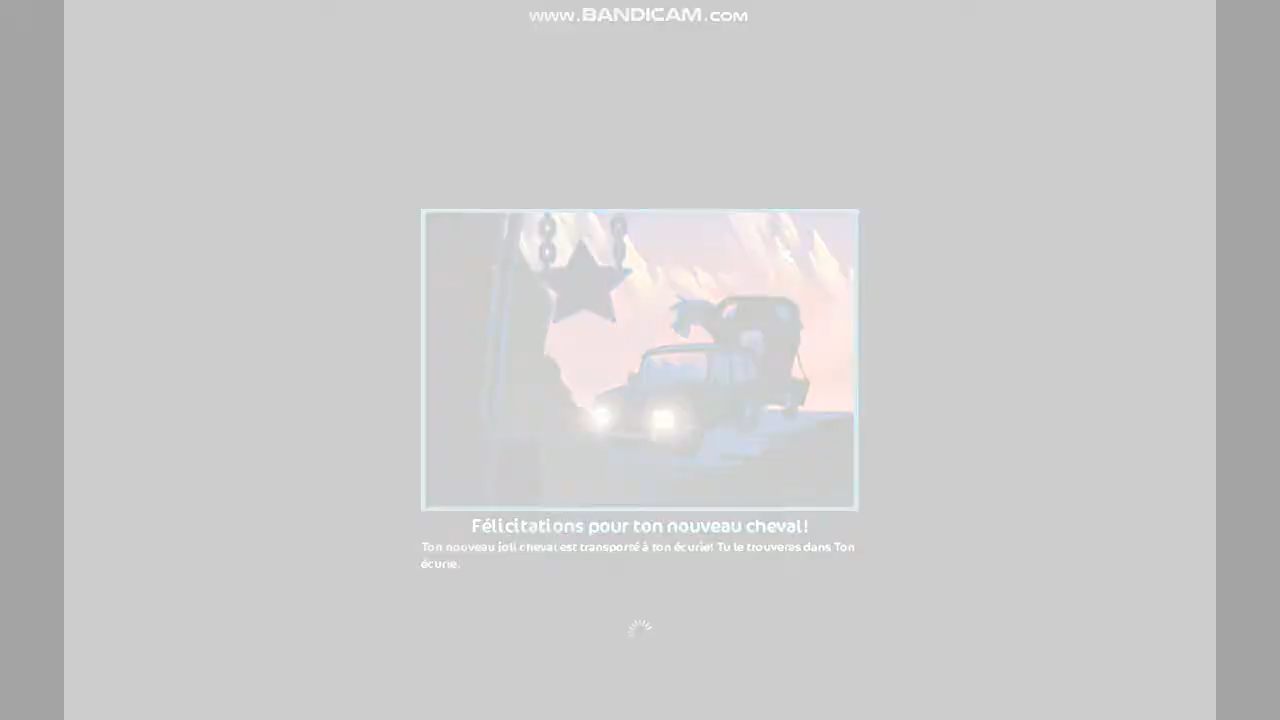 www.BANDICAM.com
Félicitations pour ton nouveau cheval!
Ton nouveau joli cheval est transporté à ton écurie! Tu le trouveras dans Ton
écurie.